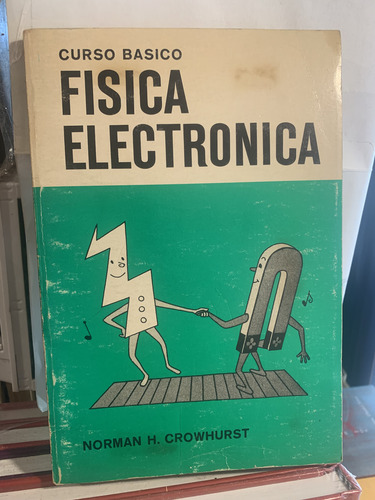 CURSO BASICO
FISICA
ELECTRONICA
NORMAN H. CROWHURST